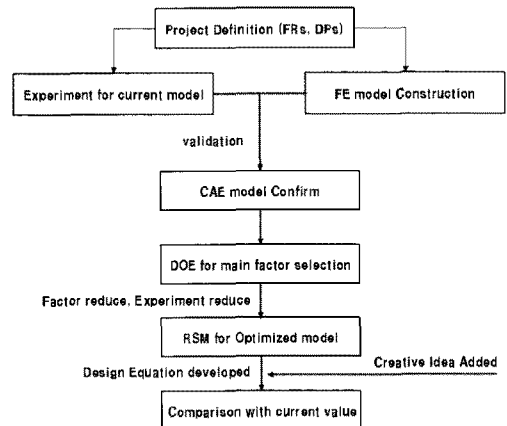 Project Definition (FRs, DPs)
Experiment for current model
FE model Construction
validation
CAE model Confirm
DOE for main factor selection
Factor reduce, Experiment reduce
RSM for Optimized model
Design Equation developed
Creative Idea Added
Comparison with current value